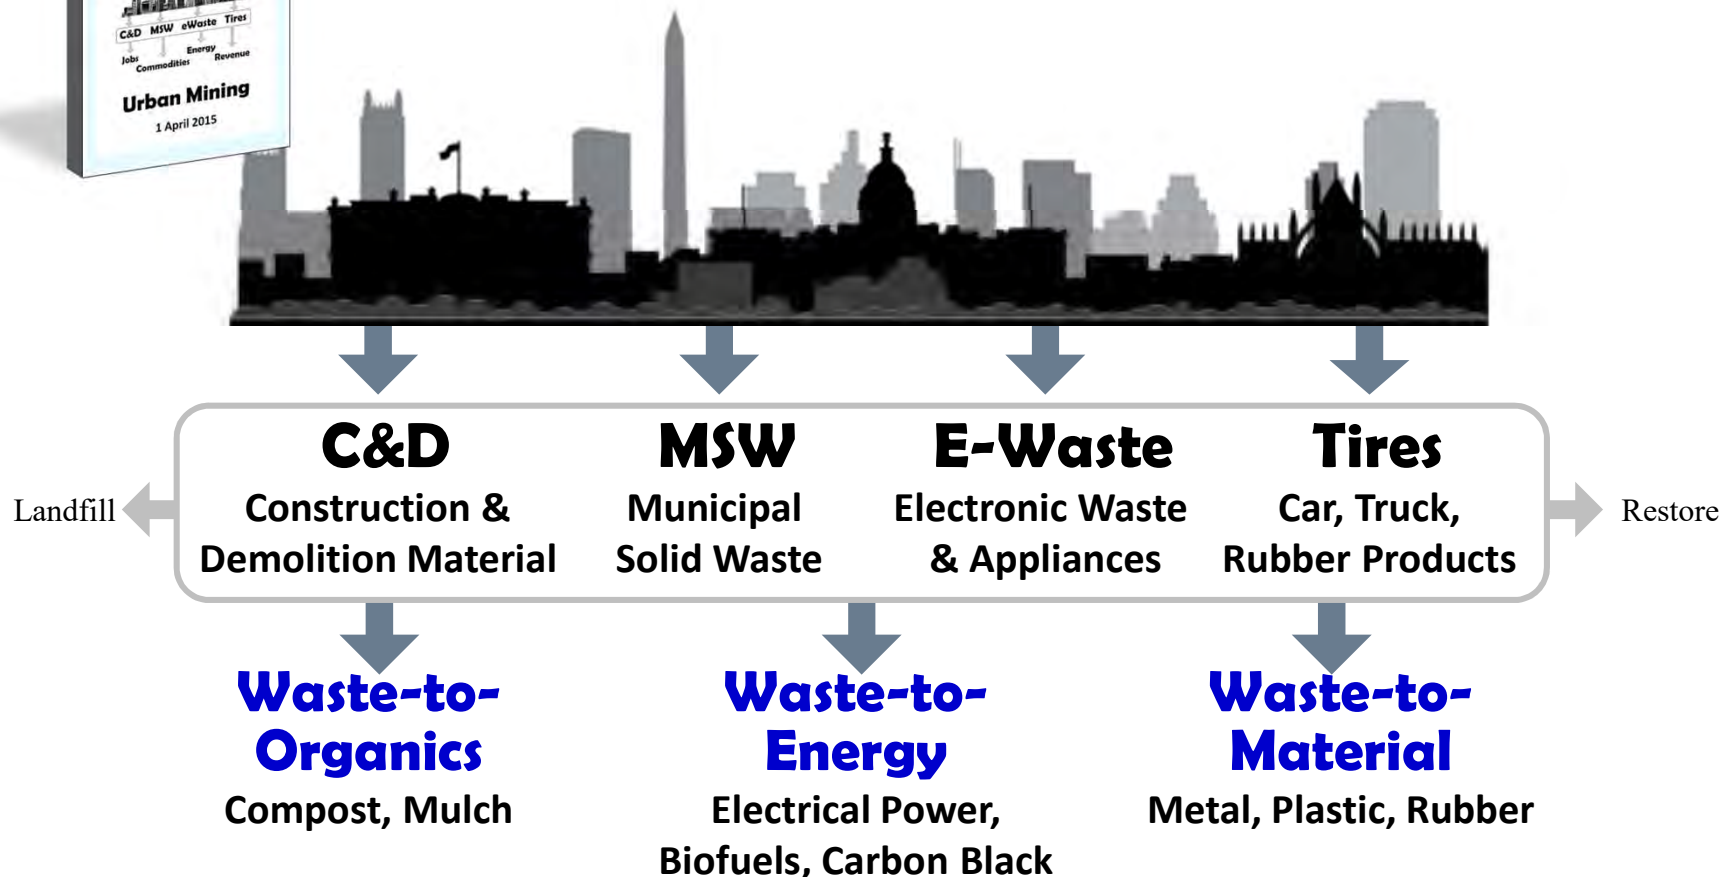 C&D MSW eWaste Tires
Jobs
Commodities
Energy
Revenue
Urban Mining
1 April 2015
C&D
Construction &
Demolition Material
MSW
Municipal
Solid Waste
E-Waste
Electronic Waste
& Appliances
Tires
Car, Truck,
Rubber Products
Landfill
Restore
Waste-to-
Organics
Compost, Mulch
Waste-to-
Energy
Electrical Power,
Biofuels, Carbon Black
Waste-to-
Material
Metal, Plastic, Rubber